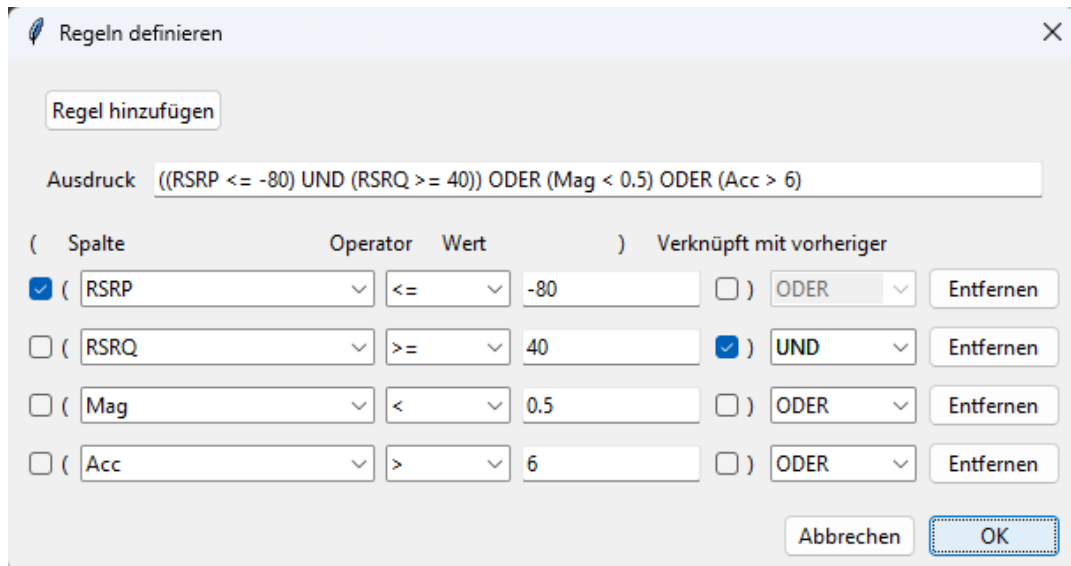 Regeln definieren
Regel hinzufügen
Ausdruck ((RSRP <= -80) UND (RSRQ >= 40)) ODER (Mag < 0.5) ODER (Acc > 6)
( Spalte Operator Wert ) Verknüpft mit vorheriger
( RSRP <= -80 ) ODER Entfernen
( RSRQ >= 40 ) UND Entfernen
( Mag < 0.5 ) ODER Entfernen
( Acc > 6 ) ODER Entfernen
Abbrechen OK